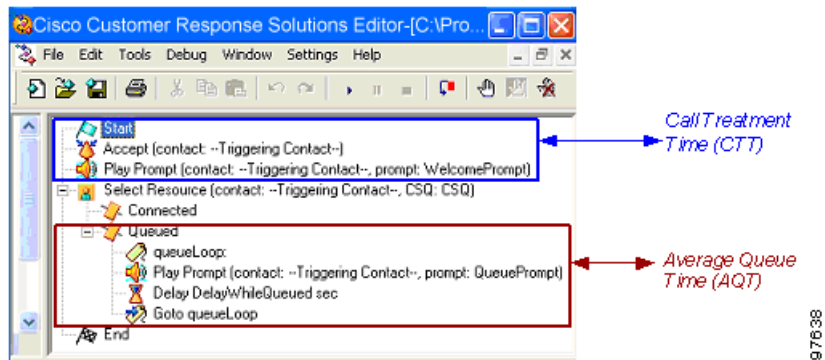 Cisco Customer Response Solutions Editor-[C:\Pro...
File Edit Tools Debug Window Settings Help
Start
Accept (contact: --Triggering Contact--)
Play Prompt (contact: --Triggering Contact--, prompt: WelcomePrompt)
Select Resource (contact: --Triggering Contact--, CSQ: CSQ)
Connected
Queued
queueLoop:
Play Prompt (contact: --Triggering Contact--, prompt: QueuePrompt)
Delay DelayWhileQueued sec
Goto queueLoop
End
Call Treatment
Time (CTT)
Average Queue
Time (AQT)
97638